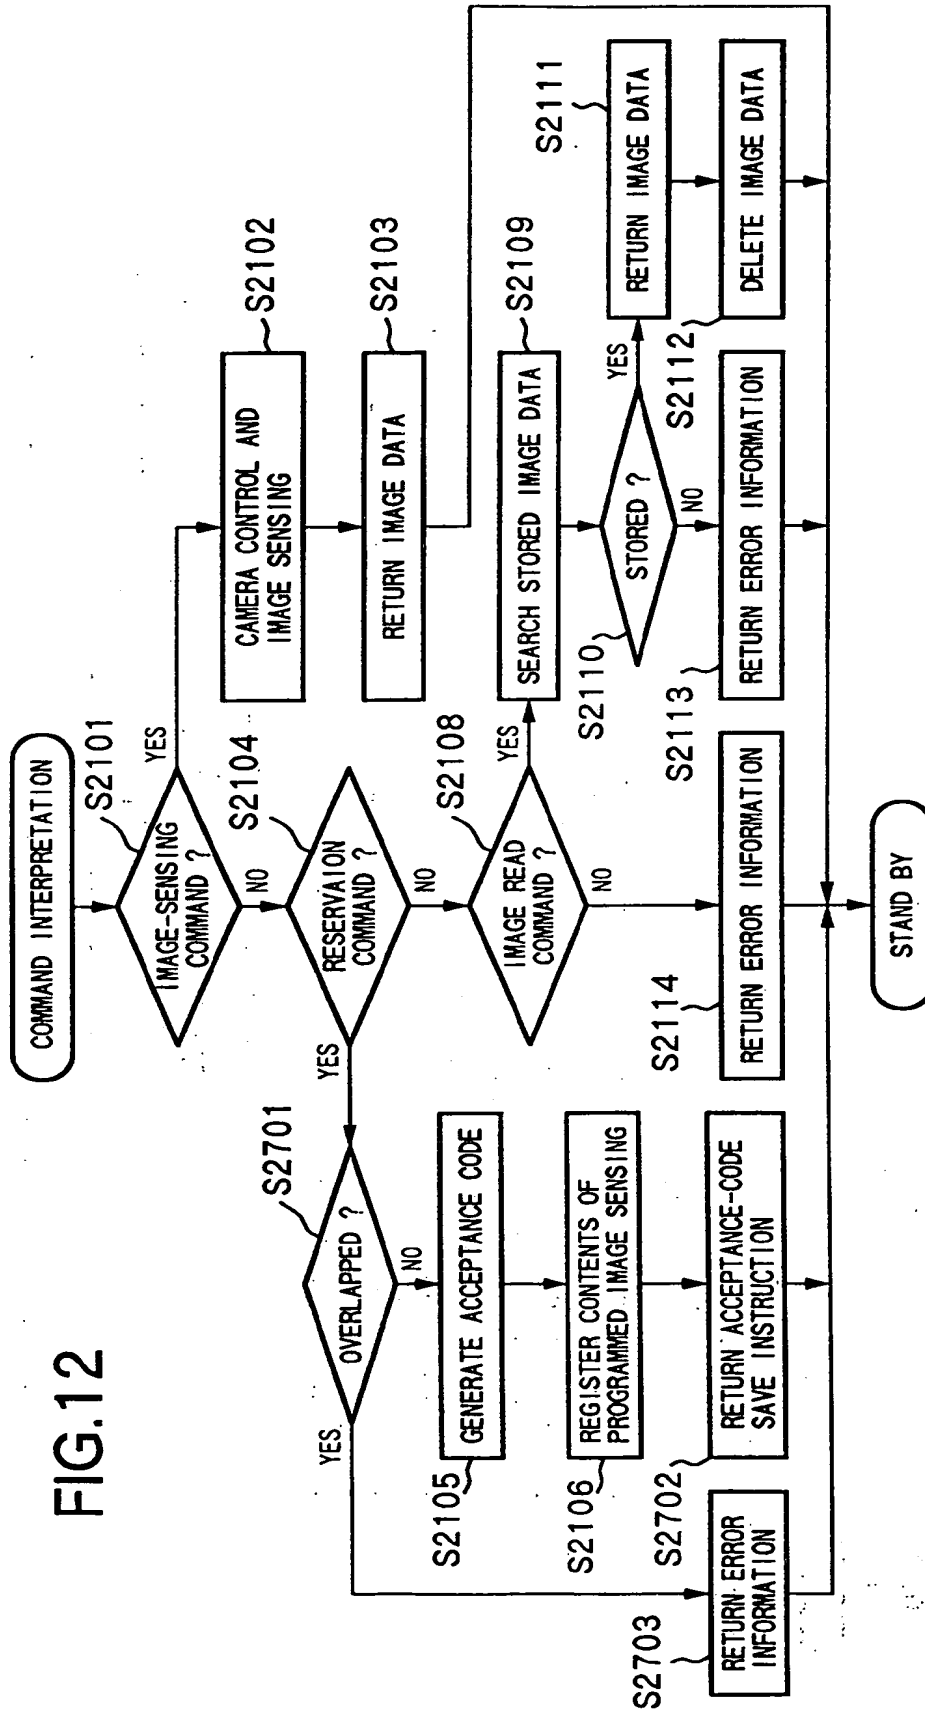 FIG.12
COMMAND INTERPRETATION
S2101
IMAGE-SENSING
COMMAND ?
YES
NO
S2102
CAMERA CONTROL AND
IMAGE SENSING
S2103
RETURN IMAGE DATA
S2104
RESERVAION
COMMAND ?
YES
NO
S2701
OVERLAPPED ?
YES
NO
S2105
GENERATE ACCEPTANCE CODE
S2106
REGISTER CONTENTS OF
PROGRAMMED IMAGE SENSING
S2702
RETURN ACCEPTANCE-CODE
SAVE INSTRUCTION
S2703
RETURN ERROR
INFORMATION
S2108
IMAGE READ
COMMAND ?
YES
NO
S2109
SEARCH STORED IMAGE DATA
S2110
STORED ?
YES
NO
S2111
RETURN IMAGE DATA
S2112
DELETE IMAGE DATA
S2113
RETURN ERROR INFORMATION
S2114
RETURN ERROR INFORMATION
STAND BY